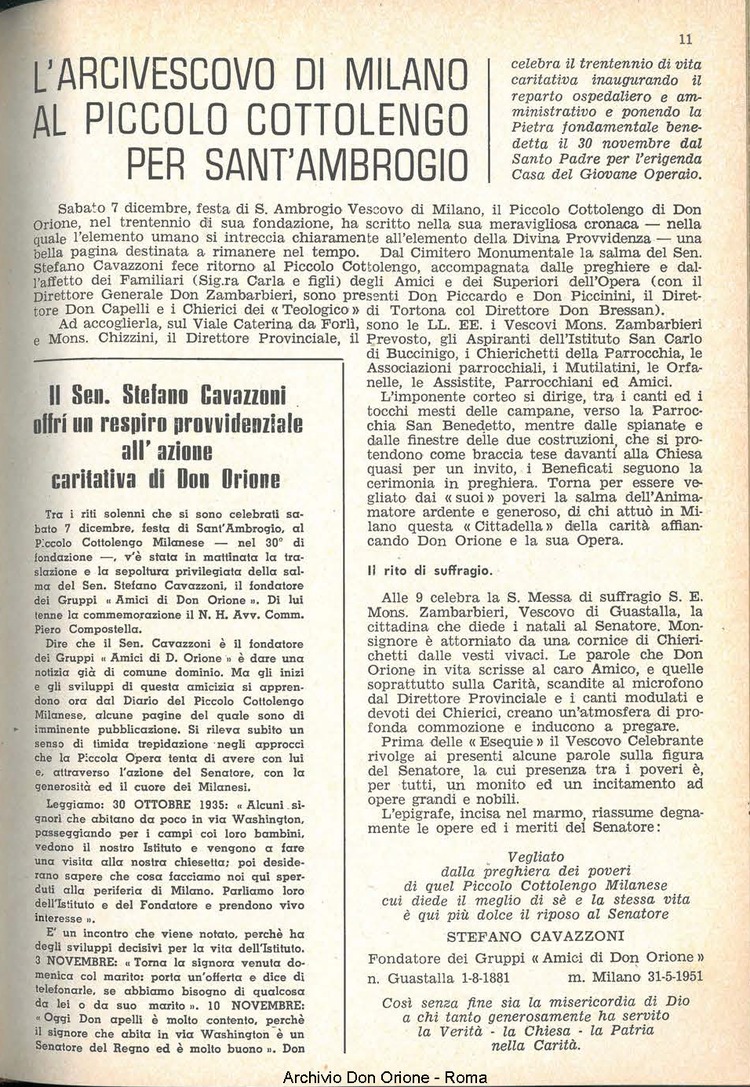 11
L'ARCIVESCOVO DI MILANO
AL PICCOLO COTTOLENGO
PER SANT'AMBROGIO
celebra il trentennio di vita
caritativa inaugurando il
reparto ospedaliero e am-
ministrativo e ponendo la
Pietra fondamentale bene-
detta il 30 novembre dal
Santo Padre per l'erigenda
Casa del Giovane Operaio.
Sabato 7 dicembre, festa di S. Ambrogio Vescovo di Milano, il Piccolo Cottolengo di Don
Orione, nel trentennio di sua fondazione, ha scritto nella sua meravigliosa cronaca — nella
quale l'elemento umano si intreccia chiaramente all'elemento della Divina Provvidenza — una
bella pagina destinata a rimanere nel tempo. Dal Cimitero Monumentale la salma del Sen.
Stefano Cavazzoni fece ritorno al Piccolo Cottolengo, accompagnata dalle preghiere e dal-
l'affetto dei Familiari (Sig.ra Carla e figli) degli Amici e dei Superiori dell'Opera (con il
Direttore Generale Don Zambarbieri, sono presenti Don Piccardo e Don Piccinini, il Diret-
tore Don Capelli e i Chierici del « Teologico » di Tortona col Direttore Don Bressan).
Ad accoglierla, sul Viale Caterina da Forlì, sono le LL. EE. i Vescovi Mons. Zambarbieri
e Mons. Chizzini, il Direttore Provinciale, il Prevosto, gli Aspiranti dell'Istituto San Carlo
di Buccinigo, i Chierichetti della Parrocchia, le
Associazioni parrocchiali, i Mutilatini, le Orfa-
nelle, le Assistite, Parrocchiani ed Amici.
L'imponente corteo si dirige, tra i canti ed i
tocchi mesti delle campane, verso la Parroc-
chia San Benedetto, mentre dalle spianate e
dalle finestre delle due costruzioni, che si pro-
tendono come braccia tese davanti alla Chiesa
quasi per un invito, i Beneficati seguono la
cerimonia in preghiera. Torna per essere ve-
gliato dai « suoi » poveri la salma dell'Anima-
matore ardente e generoso, di chi attuò in Mi-
lano questa « Cittadella » della carità affian-
cando Don Orione e la sua Opera.
Il rito di suffragio.
Alle 9 celebra la S. Messa di suffragio S. E.
Mons. Zambarbieri, Vescovo di Guastalla, la
cittadina che diede i natali al Senatore. Mon-
signore è attorniato da una cornice di Chieri-
chetti dalle vesti vivaci. Le parole che Don
Orione in vita scrisse al caro Amico, e quelle
soprattutto sulla Carità, scandite al microfono
dal Direttore Provinciale e i canti modulati e
devoti dei Chierici, creano un'atmosfera di pro-
fonda commozione e inducono a pregare.
Prima delle « Esequie » il Vescovo Celebrante
rivolge ai presenti alcune parole sulla figura
del Senatore, la cui presenza tra i poveri è,
per tutti, un monito ed un incitamento ad
opere grandi e nobili.
L'epigrafe, incisa nel marmo, riassume degna-
mente le opere ed i meriti del Senatore:
Vegliato
dalla preghiera dei poveri
di quel Piccolo Cottolengo Milanese
cui diede il meglio di sè e la stessa vita
è qui più dolce il riposo al Senatore
STEFANO CAVAZZONI
Fondatore dei Gruppi « Amici di Don Orione »
n. Guastalla 1-8-1881 m. Milano 31-5-1951
Così senza fine sia la misericordia di Dio
a chi tanto generosamente ha servito
la Verità - la Chiesa - la Patria
nella Carità.
Il Sen. Stefano Cavazzoni
offrí un respiro provvidenziale
all' azione
caritativa di Don Orione
Tra i riti solenni che si sono celebrati sa-
bato 7 dicembre, festa di Sant'Ambrogio, al
Piccolo Cottolengo Milanese — nel 30° di
fondazione —, v'è stata in mattinata la tra-
slazione e la sepoltura privilegiata della sal-
ma del Sen. Stefano Cavazzoni, il fondatore
dei Gruppi « Amici di Don Orione ». Di lui
tenne la commemorazione il N. H. Avv. Comm.
Piero Compostella.
Dire che il Sen. Cavazzoni è il fondatore
dei Gruppi « Amici di D. Orione » è dare una
notizia già di comune dominio. Ma gli inizi
e gli sviluppi di questa amicizia si appren-
dono ora dal Diario del Piccolo Cottolengo
Milanese, alcune pagine del quale sono di
imminente pubblicazione. Si rileva subito un
senso di timida trepidazione negli approcci
che la Piccola Opera tenta di avere con lui
e, attraverso l'azione del Senatore, con la
generosità ed il cuore dei Milanesi.
Leggiamo: 30 OTTOBRE 1935: « Alcuni si-
gnori che abitano da poco in via Washington,
passeggiando per i campi coi loro bambini,
vedono il nostro Istituto e vengono a fare
una visita alla nostra chiesetta; poi deside-
rano sapere che cosa facciamo noi qui sper-
duti alla periferia di Milano. Parliamo loro
dell'Istituto e del Fondatore e prendono vivo
interesse ».
E' un incontro che viene notato, perchè ha
degli sviluppi decisivi per la vita dell'Istituto.
3 NOVEMBRE: « Torna la signora venuta do-
menica col marito: porta un'offerta e dice di
telefonarle, se abbiamo bisogno di qualcosa
da lei o da suo marito ». 10 NOVEMBRE:
« Oggi Don apelli è molto contento, perchè
il signore che abita in via Washington è un
Senatore del Regno ed è molto buono ». Don
Archivio Don Orione - Roma